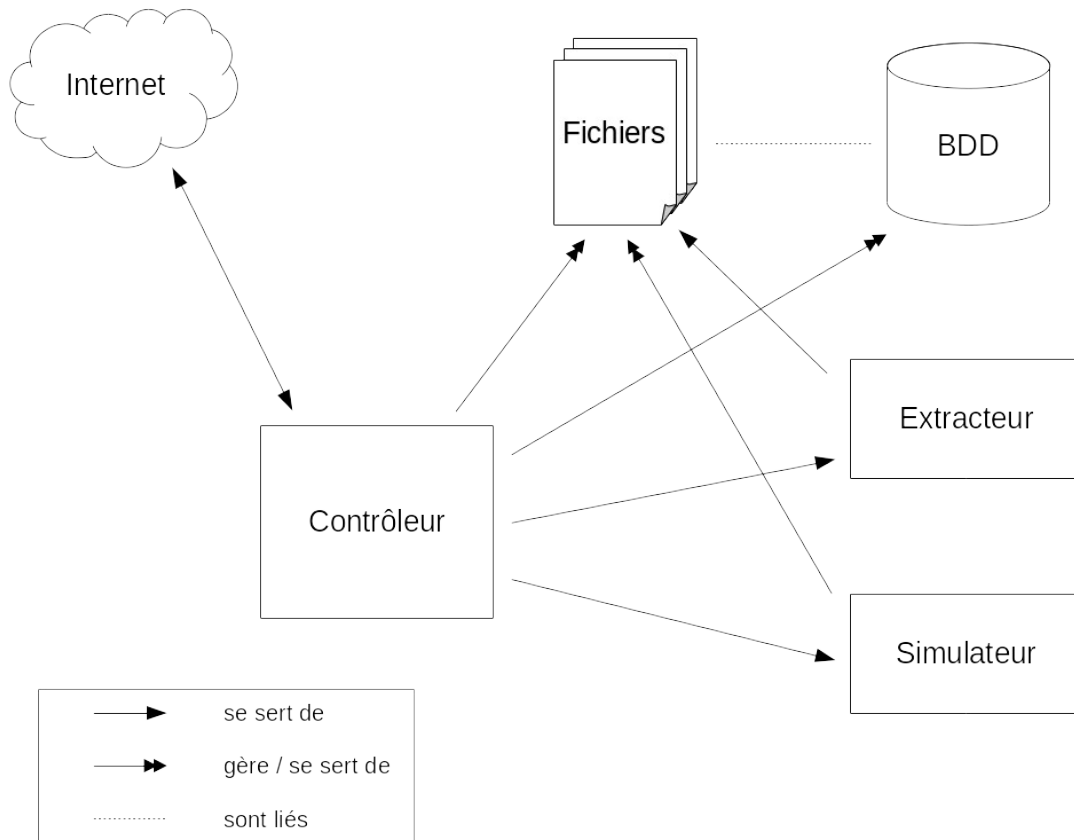 Internet
Fichiers
BDD
Extracteur
Contrôleur
Simulateur
se sert de
gère / se sert de
sont liés